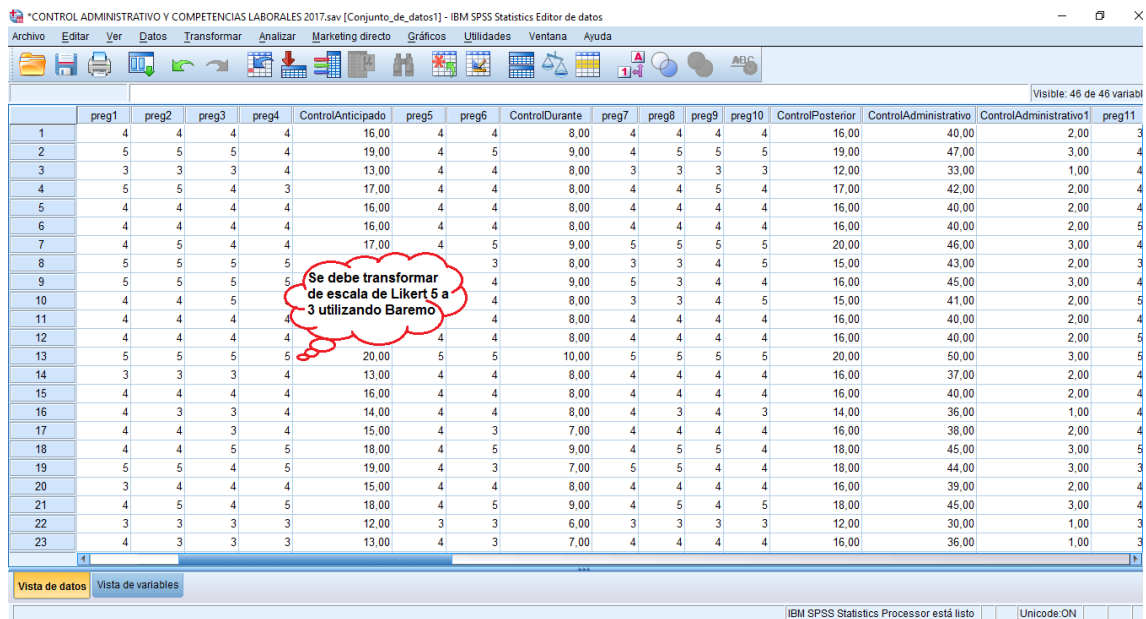 *CONTROL ADMINISTRATIVO Y COMPETENCIAS LABORALES 2017.sav [Conjunto_de_datos1] - IBM SPSS Statistics Editor de datos
Archivo Editar Ver Datos Transformar Analizar Marketing directo Gráficos Utilidades Ventana Ayuda
Visible: 46 de 46 variabl
preg1 preg2 preg3 preg4 ControlAnticipado preg5 preg6 ControlDurante preg7 preg8 preg9 preg10 ControlPosterior ControlAdministrativo ControlAdministrativo1 preg11
1 4 4 4 4 16,00 4 4 8,00 4 4 4 4 16,00 40,00 2,00 3
2 5 5 5 4 19,00 4 5 9,00 4 5 5 5 19,00 47,00 3,00 4
3 3 3 3 4 13,00 4 4 8,00 3 3 3 3 12,00 33,00 1,00 4
4 5 5 4 3 17,00 4 4 8,00 4 4 5 4 17,00 42,00 2,00 4
5 4 4 4 4 16,00 4 4 8,00 4 4 4 4 16,00 40,00 2,00 4
6 4 4 4 4 16,00 4 4 8,00 4 4 4 4 16,00 40,00 2,00 5
7 4 5 4 4 17,00 4 5 9,00 5 5 5 5 20,00 46,00 3,00 4
8 5 5 5 5 3 8,00 3 3 4 5 15,00 43,00 2,00 3
9 5 5 5 5 4 9,00 5 3 4 4 16,00 45,00 3,00 4
10 4 4 5 4 8,00 3 3 4 5 15,00 41,00 2,00 5
11 4 4 4 4 4 8,00 4 4 4 4 16,00 40,00 2,00 4
12 4 4 4 4 4 8,00 4 4 4 4 16,00 40,00 2,00 5
13 5 5 5 5 20,00 5 5 10,00 5 5 5 5 20,00 50,00 3,00 5
14 3 3 3 4 13,00 4 4 8,00 4 4 4 4 16,00 37,00 2,00 4
15 4 4 4 4 16,00 4 4 8,00 4 4 4 4 16,00 40,00 2,00 4
16 4 3 3 4 14,00 4 4 8,00 4 3 4 3 14,00 36,00 1,00 4
17 4 4 3 4 15,00 4 3 7,00 4 4 4 4 16,00 38,00 2,00 4
18 4 4 5 5 18,00 4 5 9,00 4 5 5 4 18,00 45,00 3,00 5
19 5 5 4 5 19,00 4 3 7,00 5 5 4 4 18,00 44,00 3,00 3
20 3 4 4 4 15,00 4 4 8,00 4 4 4 4 16,00 39,00 2,00 4
21 4 5 4 5 18,00 4 5 9,00 4 5 4 5 18,00 45,00 3,00 4
22 3 3 3 3 12,00 3 3 6,00 3 3 3 3 12,00 30,00 1,00 3
23 4 3 3 3 13,00 4 3 7,00 4 4 4 4 16,00 36,00 1,00 3
Se debe transformar
de escala de Likert 5 a
3 utilizando Baremo
Vista de datos Vista de variables
IBM SPSS Statistics Processor está listo Unicode:ON